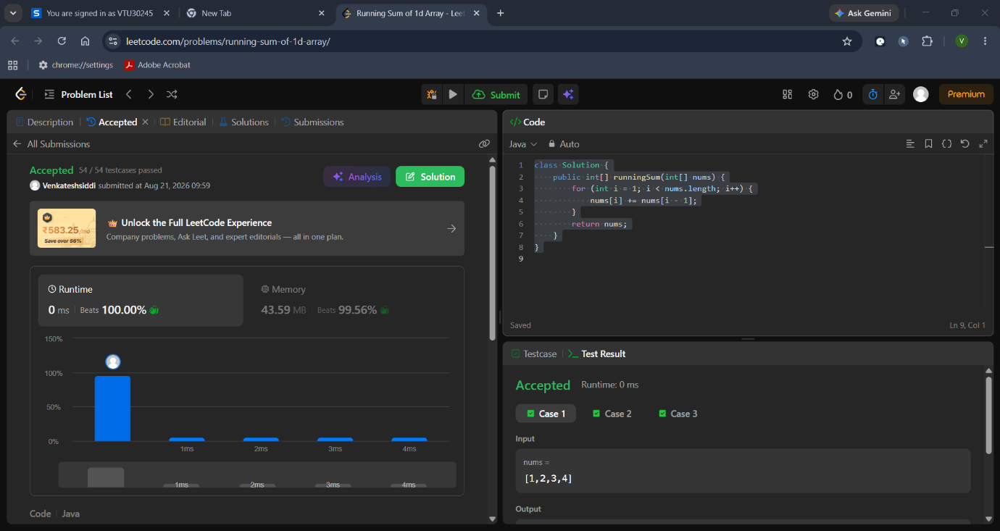 You are signed in as VTU30245
New Tab
Running Sum of 1d Array - Leet
Ask Gemini
leetcode.com/problems/running-sum-of-1d-array/
V
chrome://settings
Adobe Acrobat
Problem List
Submit
0
Premium
Description
Accepted
Editorial
Solutions
Submissions
All Submissions
Accepted 54 / 54 testcases passed
Venkateshsiddi submitted at Aug 21, 2026 09:59
Analysis
Solution
₹583.25/mo
Save over 56%
Unlock the Full LeetCode Experience
Company problems, Ask Leet, and expert editorials — all in one plan.
Runtime
0 ms Beats 100.00%
Memory
43.59 MB Beats 99.56%
150%
100%
50%
0%
1ms 2ms 3ms 4ms
1ms 2ms 3ms 4ms
Code Java
</> Code
Java Auto
1 class Solution {
2 public int[] runningSum(int[] nums) {
3 for (int i = 1; i < nums.length; i++) {
4 nums[i] += nums[i - 1];
5 }
6 return nums;
7 }
8 }
9
Saved
Ln 9, Col 1
Testcase
Test Result
Accepted Runtime: 0 ms
Case 1 Case 2 Case 3
Input
nums =
[1,2,3,4]
Output